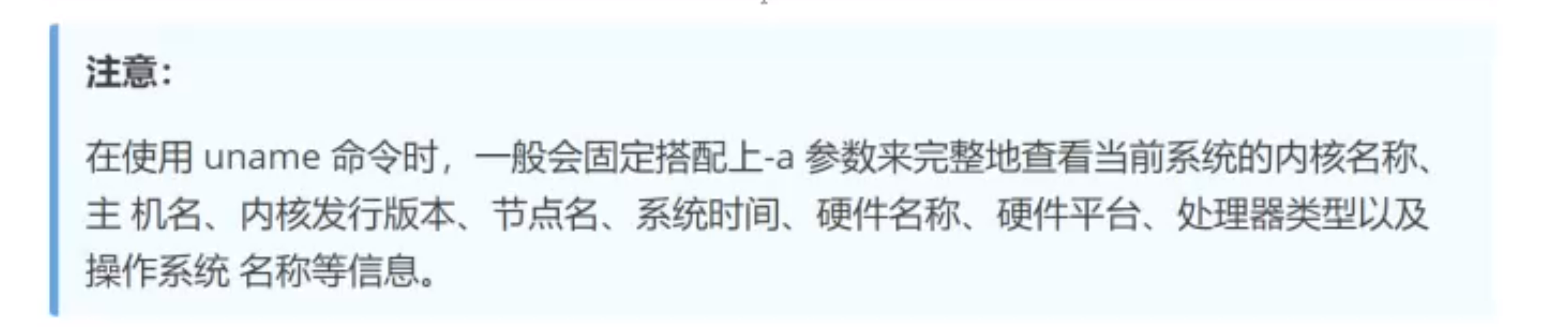 注意：
在使用 uname 命令时，一般会固定搭配上-a 参数来完整地查看当前系统的内核名称、
主 机名、内核发行版本、节点名、系统时间、硬件名称、硬件平台、处理器类型以及
操作系统 名称等信息。